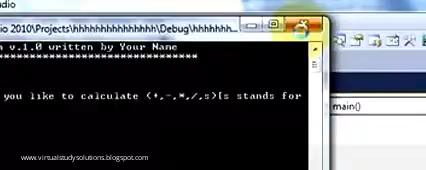 udio
io 2010\Projects\hhhhhhhhhhhhhhh\Debug\hhhhhhh...
v.1.0 written by Your Name
******************************
you like to calculate (+,-,*,/,s)[s stands for
main()
www.virtualstudysolutions.blogspot.com